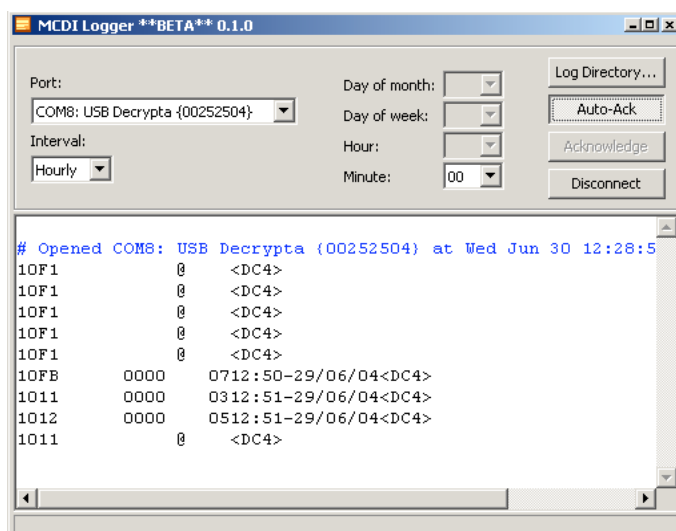 MCDI Logger **BETA** 0.1.0
Port:
COM8: USB Decrypta {00252504}
Interval:
Hourly
Day of month:
Day of week:
Hour:
Minute: 00
Log Directory...
Auto-Ack
Acknowledge
Disconnect
# Opened COM8: USB Decrypta {00252504} at Wed Jun 30 12:28:5
10F1 @ <DC4>
10F1 @ <DC4>
10F1 @ <DC4>
10F1 @ <DC4>
10F1 @ <DC4>
10FB 0000 0712:50-29/06/04<DC4>
1011 0000 0312:51-29/06/04<DC4>
1012 0000 0512:51-29/06/04<DC4>
1011 @ <DC4>